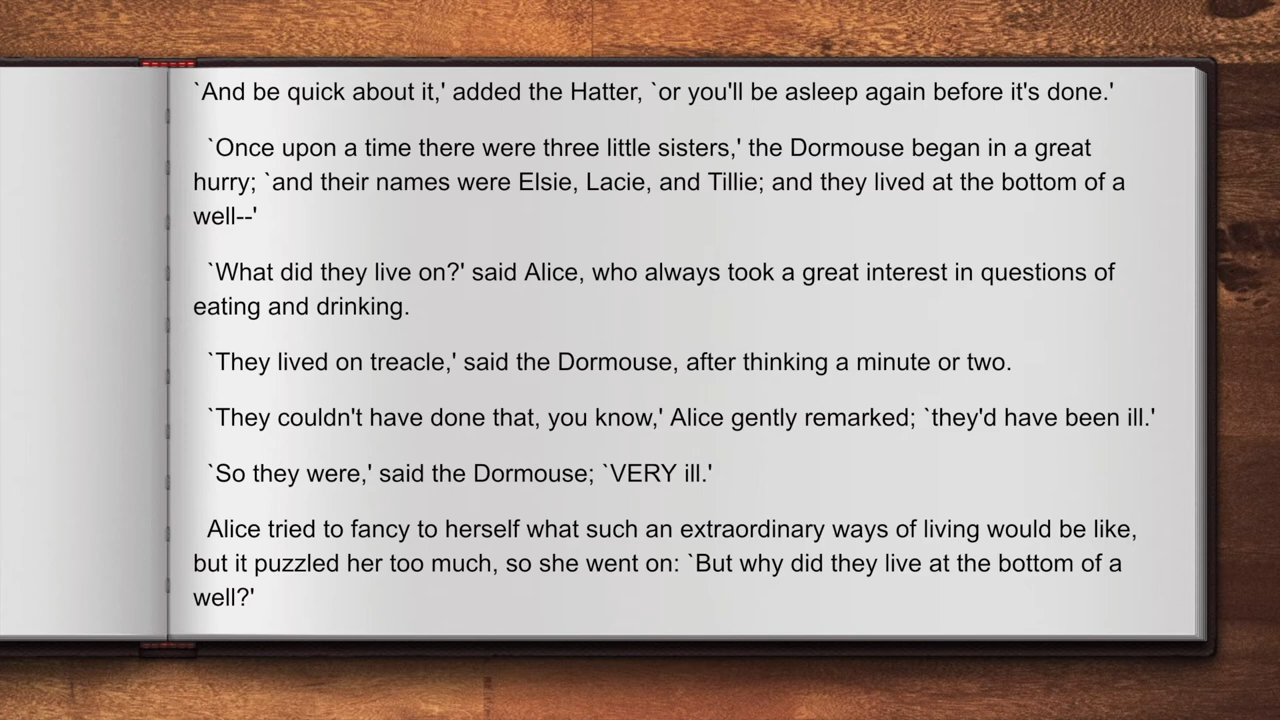 `And be quick about it,' added the Hatter, `or you'll be asleep again before it's done.'
`Once upon a time there were three little sisters,' the Dormouse began in a great
hurry; `and their names were Elsie, Lacie, and Tillie; and they lived at the bottom of a
well--'
`What did they live on?' said Alice, who always took a great interest in questions of
eating and drinking.
`They lived on treacle,' said the Dormouse, after thinking a minute or two.
`They couldn't have done that, you know,' Alice gently remarked; `they'd have been ill.'
`So they were,' said the Dormouse; `VERY ill.'
Alice tried to fancy to herself what such an extraordinary ways of living would be like,
but it puzzled her too much, so she went on: `But why did they live at the bottom of a
well?'